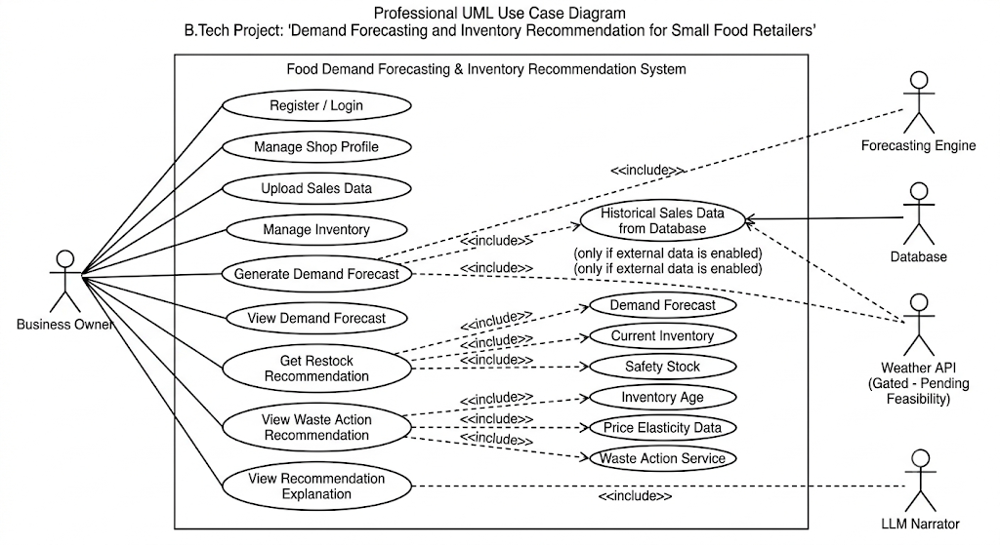 Professional UML Use Case Diagram
B.Tech Project: 'Demand Forecasting and Inventory Recommendation for Small Food Retailers'
Food Demand Forecasting & Inventory Recommendation System
Register / Login
Manage Shop Profile
Upload Sales Data
Manage Inventory
Generate Demand Forecast
View Demand Forecast
Get Restock
Recommendation
View Waste Action
Recommendation
View Recommendation
Explanation
Business Owner
<<include>>
<<include>>
<<include>>
Historical Sales Data
from Database
(only if external data is enabled)
(only if external data is enabled)
<<include>>
<<include>>
<<include>>
Demand Forecast
Current Inventory
Safety Stock
<<include>>
<<include>>
<<include>>
Inventory Age
Price Elasticity Data
Waste Action Service
<<include>>
Forecasting Engine
Database
Weather API
(Gated - Pending
Feasibility)
LLM Narrator